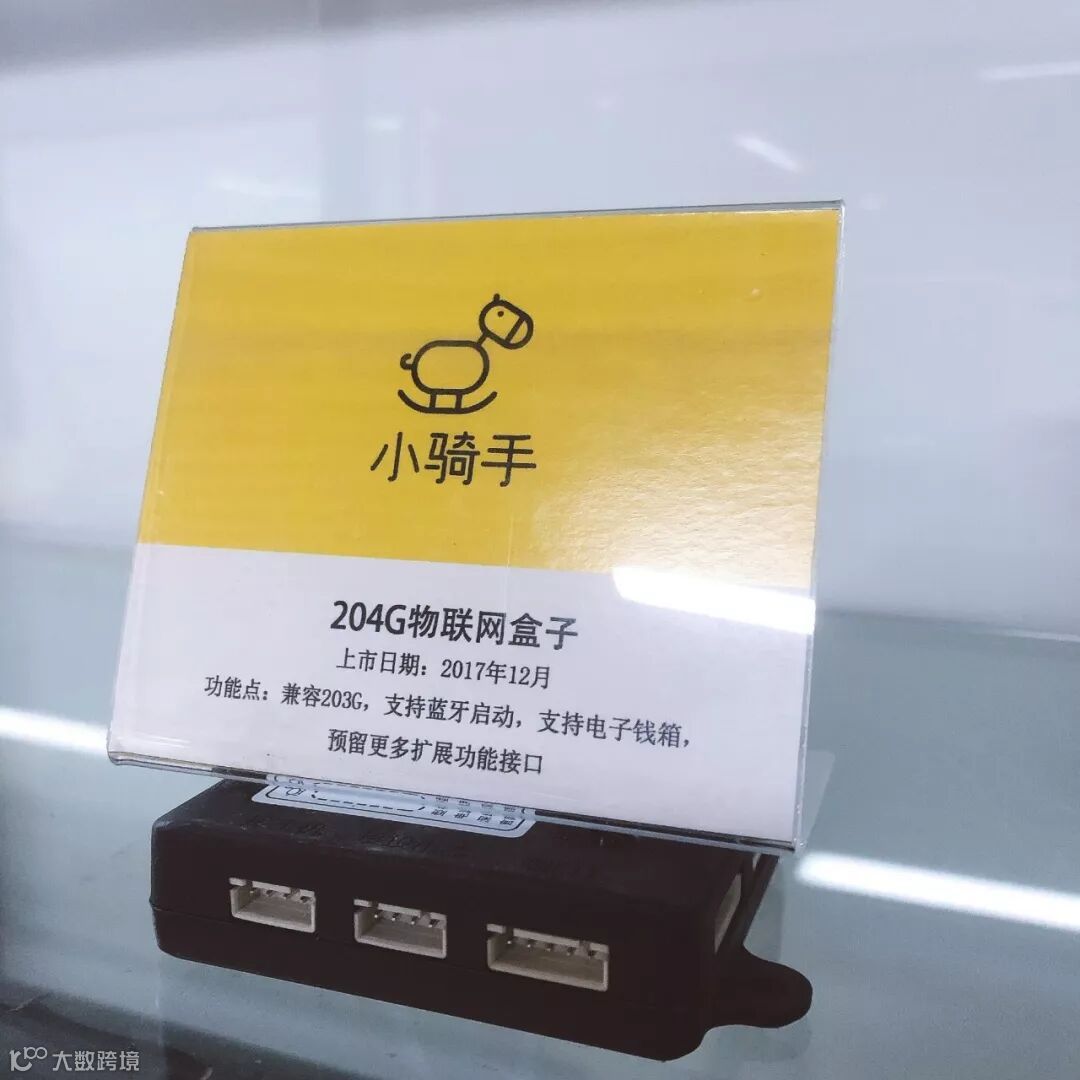 小骑手
204G物联网盒子
上市日期：2017年12月
功能点：兼容203G，支持蓝牙启动，支持电子钱箱，
预留更多扩展功能接口
大数跨境